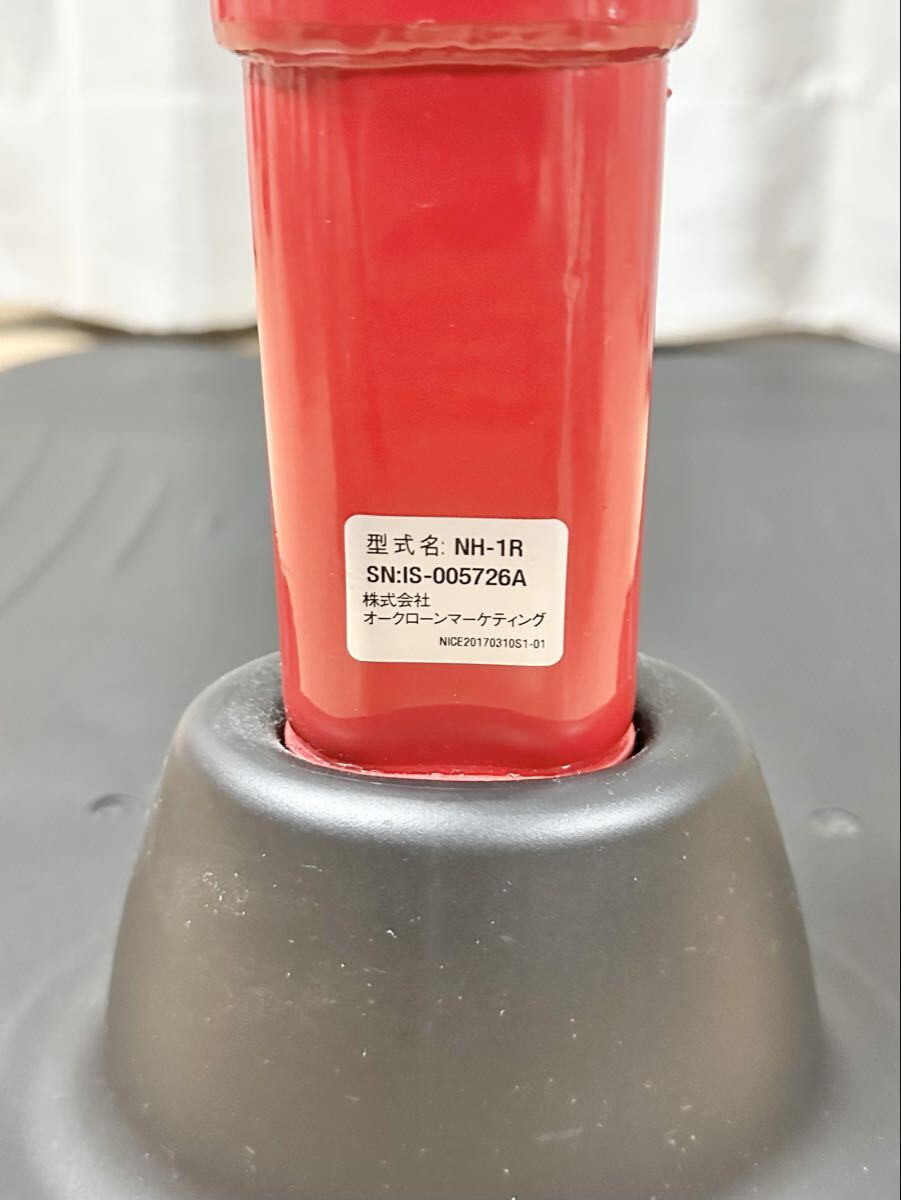 型式名: NH-1R
SN:IS-005726A
株式会社
オークローンマーケティング
NICE20170310S1-01